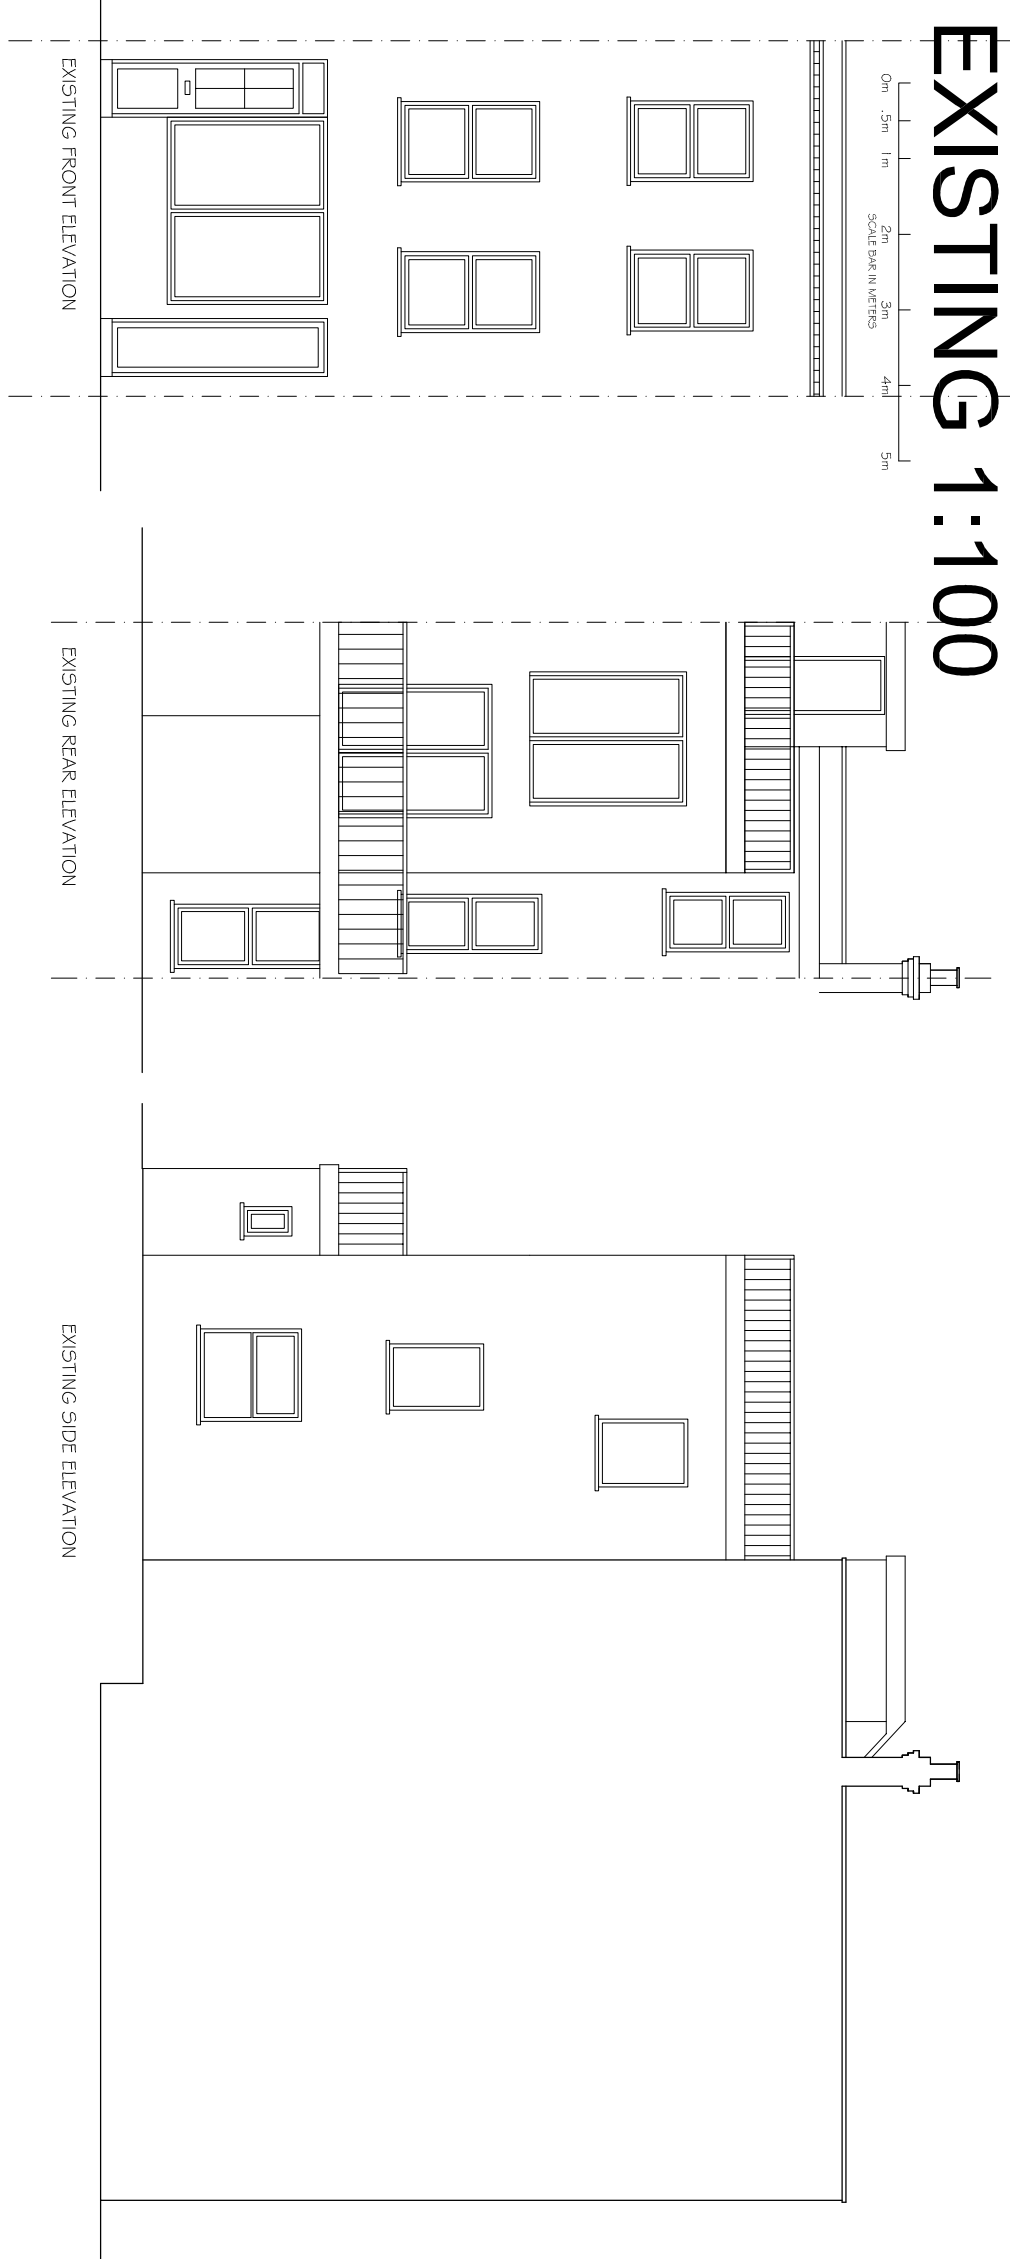 EXISTING 1:100
0m .5m 1m 2m 3m 4m 5m
SCALE BAR IN METERS
EXISTING FRONT ELEVATION
EXISTING REAR ELEVATION
EXISTING SIDE ELEVATION